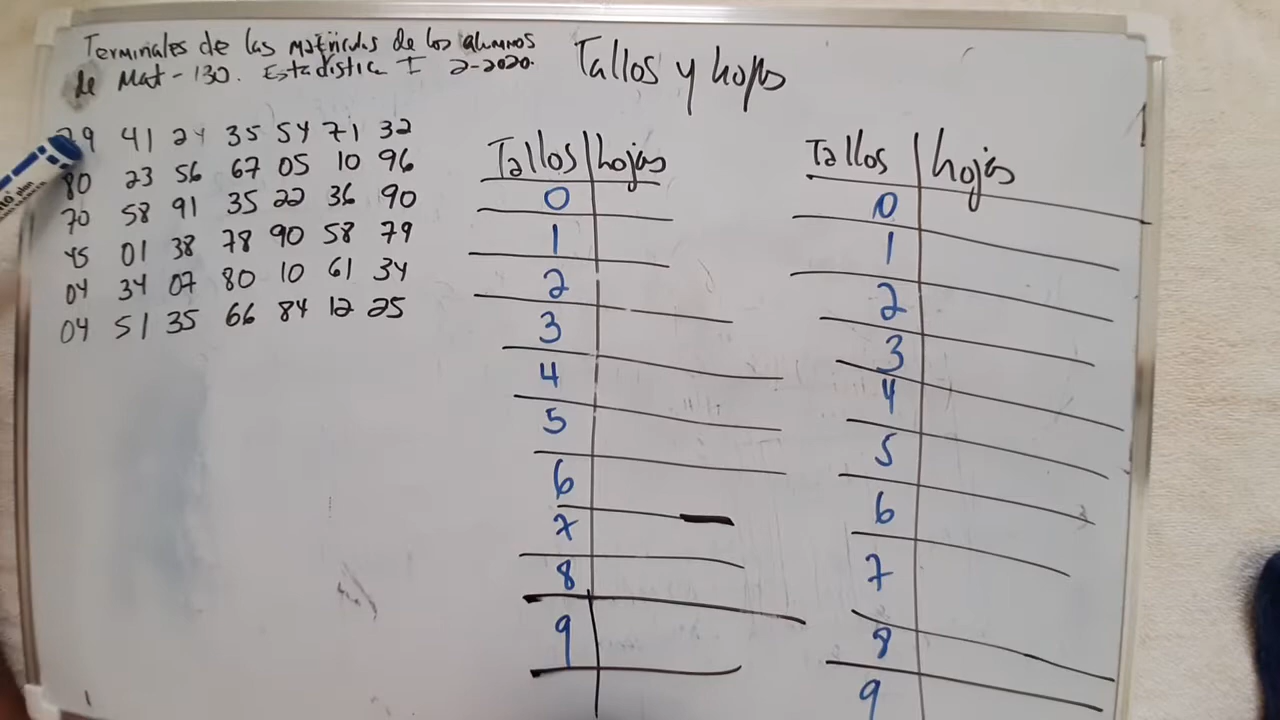 Terminales de las matriculas de los alumnos
de Mat-130. Estadistica I 2-2020.
Tallos y hojas
79 41 24 35 54 71 32
80 23 56 67 05 10 96
70 58 91 35 22 36 90
45 01 38 78 90 58 79
04 34 07 80 10 61 34
04 51 35 66 84 12 25
Tallos hojas
0
1
2
3
4
5
6
7
8
9
Tallos hojas
0
1
2
3
4
5
6
7
8
9